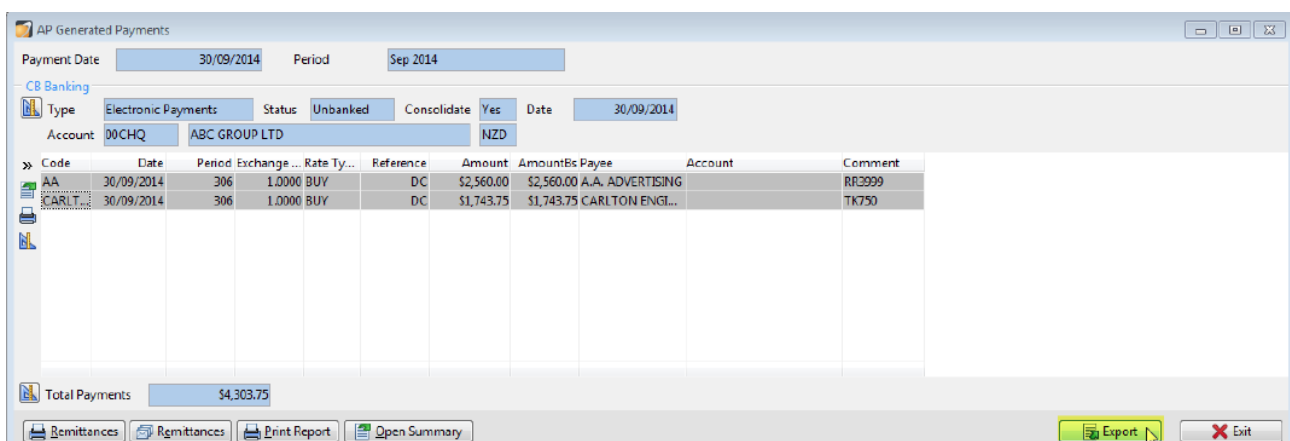 AP Generated Payments
Payment Date 30/09/2014 Period Sep 2014
CB Banking
Type Electronic Payments Status Unbanked Consolidate Yes Date 30/09/2014
Account 00CHQ ABC GROUP LTD NZD
» Code Date Period Exchange ... Rate Ty... Reference Amount AmountBs Payee Account Comment
AA 30/09/2014 306 1.0000 BUY DC $2,560.00 $2,560.00 A.A. ADVERTISING RR3999
CARLT... 30/09/2014 306 1.0000 BUY DC $1,743.75 $1,743.75 CARLTON ENGI... TK750
Total Payments $4,303.75
Remittances Remittances Print Report Open Summary Export Exit